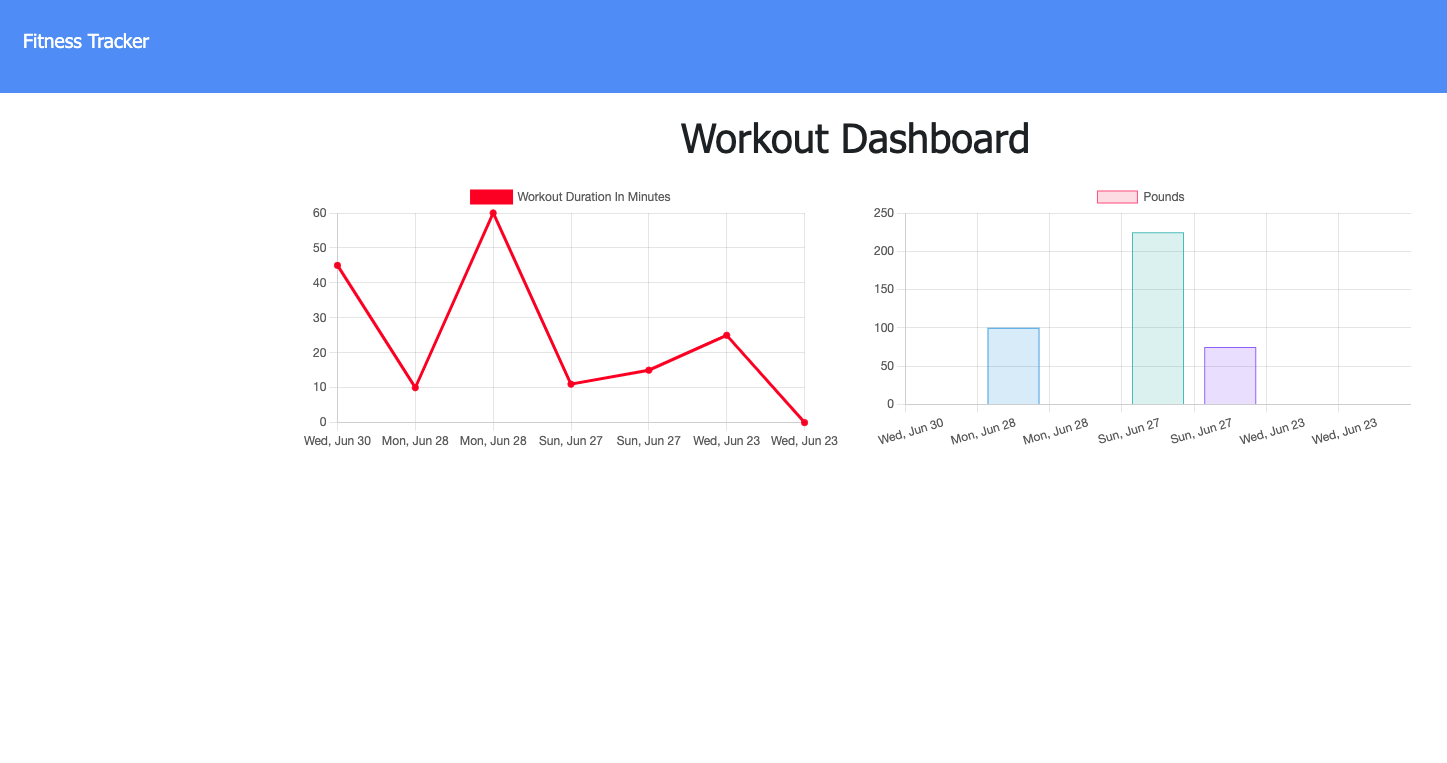 Fitness Tracker
Workout Dashboard
Workout Duration In Minutes
60
50
40
30
20
10
0
Wed, Jun 30 Mon, Jun 28 Mon, Jun 28 Sun, Jun 27 Sun, Jun 27 Wed, Jun 23 Wed, Jun 23
Pounds
250
200
150
100
50
0
Wed, Jun 30 Mon, Jun 28 Mon, Jun 28 Sun, Jun 27 Sun, Jun 27 Wed, Jun 23 Wed, Jun 23